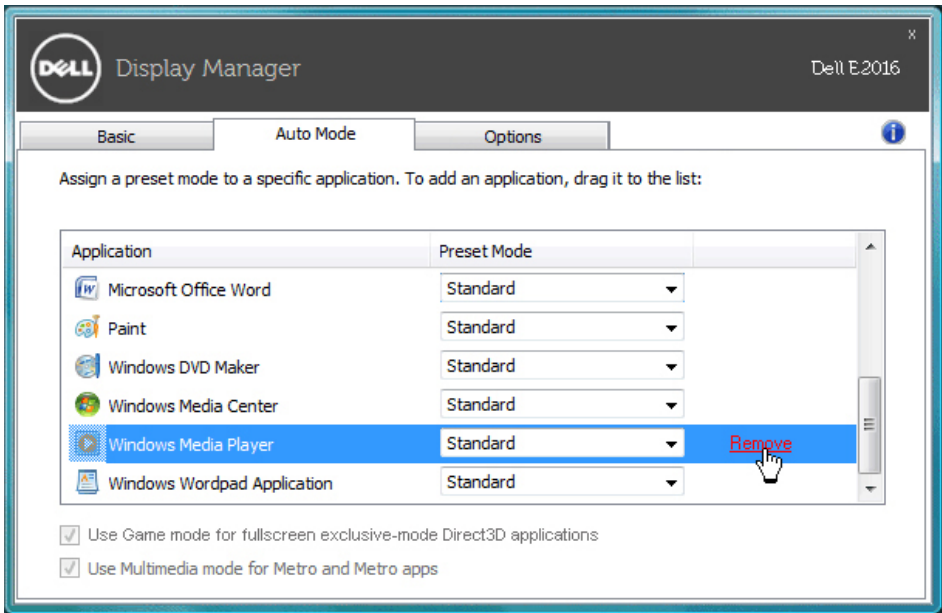 x
DELL Display Manager Dell E2016
Basic Auto Mode Options
Assign a preset mode to a specific application. To add an application, drag it to the list:
Application Preset Mode
Microsoft Office Word Standard
Paint Standard
Windows DVD Maker Standard
Windows Media Center Standard
Windows Media Player Standard Remove
Windows Wordpad Application Standard
Use Game mode for fullscreen exclusive-mode Direct3D applications
Use Multimedia mode for Metro and Metro apps